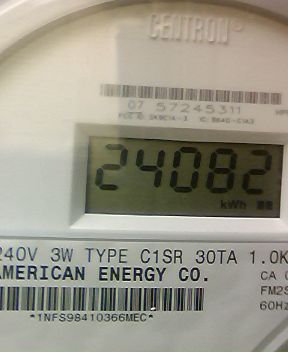 CENTRON®
07 57245311
24082
kWh
240V 3W TYPE C1SR 30TA 1.0K
AMERICAN ENERGY CO.
CA
FM2S
60Hz
*1NFS98410366MEC*